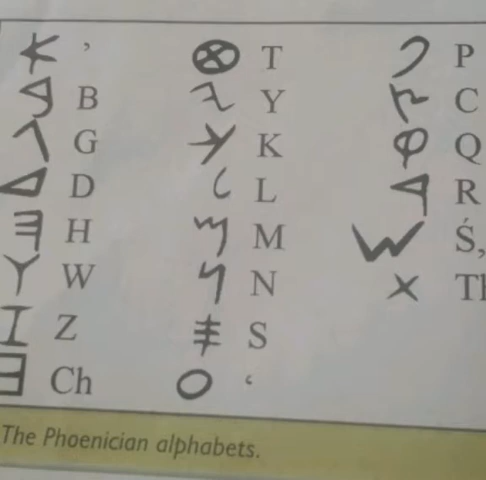 𐤀 ’
𐤁 B
𐤂 G
𐤃 D
𐤄 H
𐤅 W
𐤆 Z
𐤇 Ch
𐤈 T
𐤉 Y
𐤊 K
𐤋 L
𐤌 M
𐤍 N
𐤎 S
𐤏 ‘
𐤐 P
𐤑 C
𐤒 Q
𐤓 R
𐤔 Ś,
𐤕
The Phoenician alphabets.